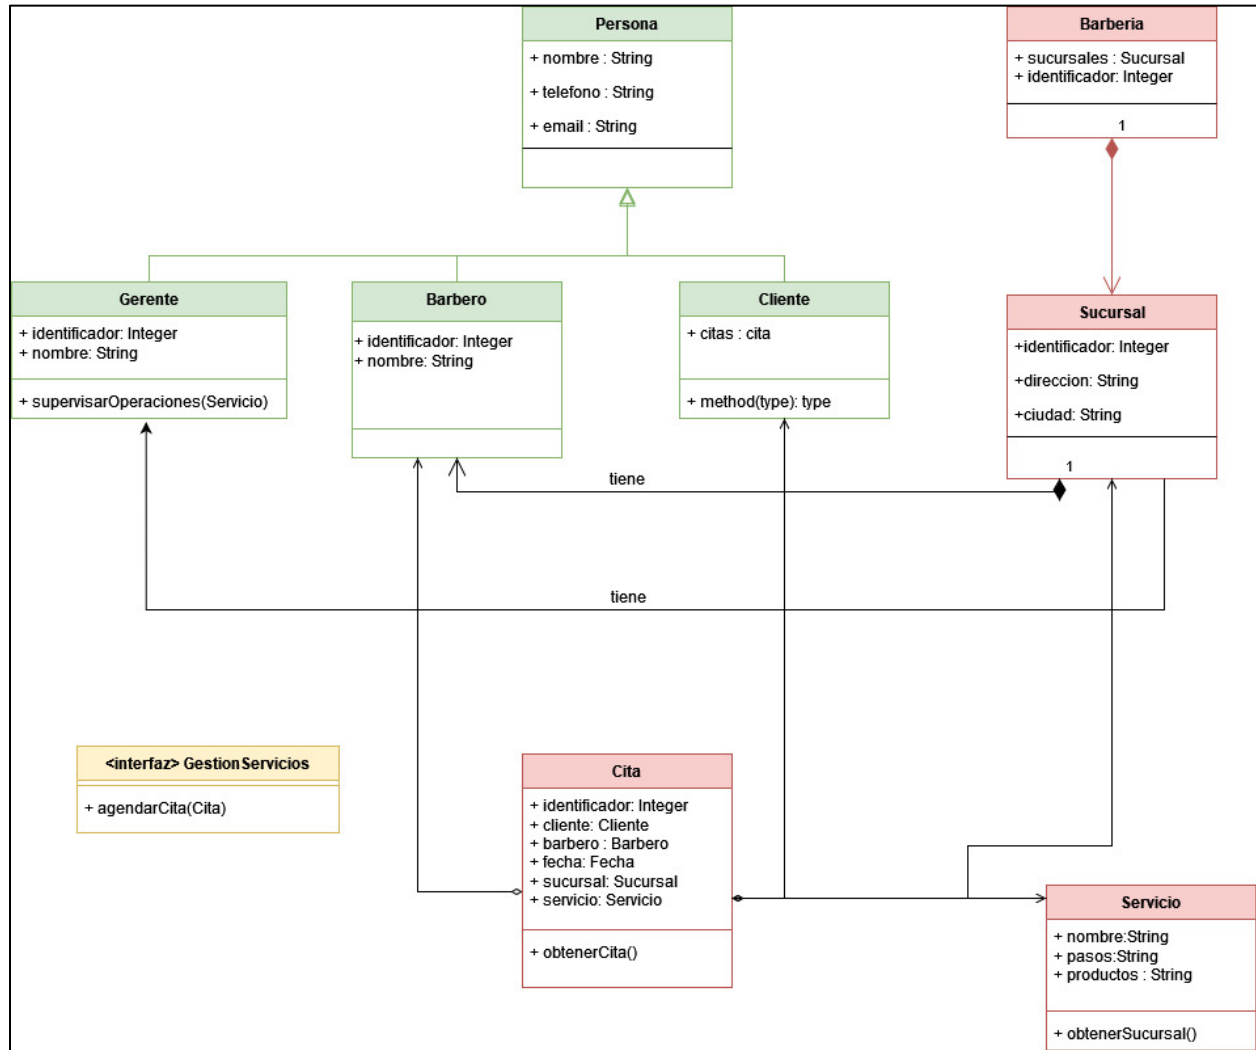 Persona
+ nombre : String
+ telefono : String
+ email : String
Barberia
+ sucursales : Sucursal
+ identificador: Integer
1
Gerente
+ identificador: Integer
+ nombre: String
+ supervisarOperaciones(Servicio)
Barbero
+ identificador: Integer
+ nombre: String
Cliente
+ citas : cita
+ method(type): type
Sucursal
+identificador: Integer
+direccion: String
+ciudad: String
1
tiene
tiene
<interfaz> GestionServicios
+ agendarCita(Cita)
Cita
+ identificador: Integer
+ cliente: Cliente
+ barbero : Barbero
+ fecha: Fecha
+ sucursal: Sucursal
+ servicio: Servicio
+ obtenerCita()
Servicio
+ nombre:String
+ pasos:String
+ productos : String
+ obtenerSucursal()